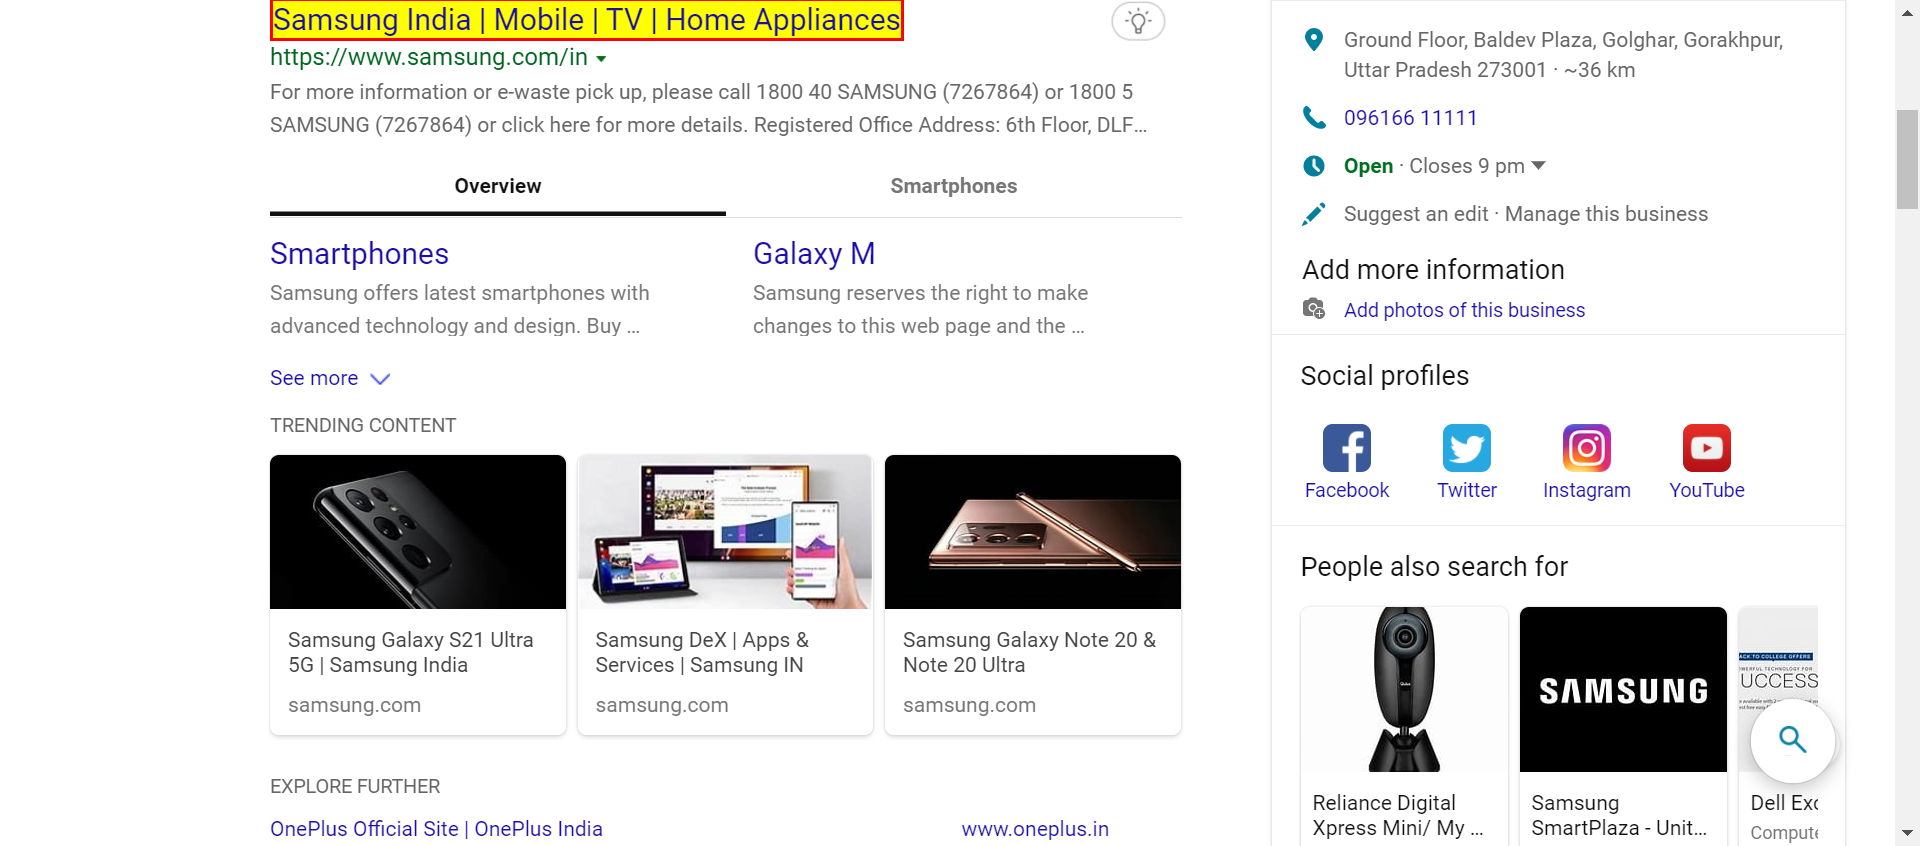 Samsung India | Mobile | TV | Home Appliances
https://www.samsung.com/in
For more information or e-waste pick up, please call 1800 40 SAMSUNG (7267864) or 1800 5
SAMSUNG (7267864) or click here for more details. Registered Office Address: 6th Floor, DLF...
Overview
Smartphones
Smartphones
Samsung offers latest smartphones with
advanced technology and design. Buy ...
Galaxy M
Samsung reserves the right to make
changes to this web page and the ...
See more
TRENDING CONTENT
Samsung Galaxy S21 Ultra
5G | Samsung India
samsung.com
Samsung DeX | Apps &
Services | Samsung IN
samsung.com
Samsung Galaxy Note 20 &
Note 20 Ultra
samsung.com
EXPLORE FURTHER
OnePlus Official Site | OnePlus India
www.oneplus.in
Ground Floor, Baldev Plaza, Golghar, Gorakhpur,
Uttar Pradesh 273001 · ~36 km
096166 11111
Open · Closes 9 pm
Suggest an edit · Manage this business
Add more information
Add photos of this business
Social profiles
Facebook
Twitter
Instagram
YouTube
People also search for
SAMSUNG
ACK TO COLLEGE OFFERS
OWERFUL TECHNOLOGY FOR
UCCESS
Reliance Digital
Xpress Mini/ My ...
Samsung
SmartPlaza - Unit...
Dell Exc
Compute